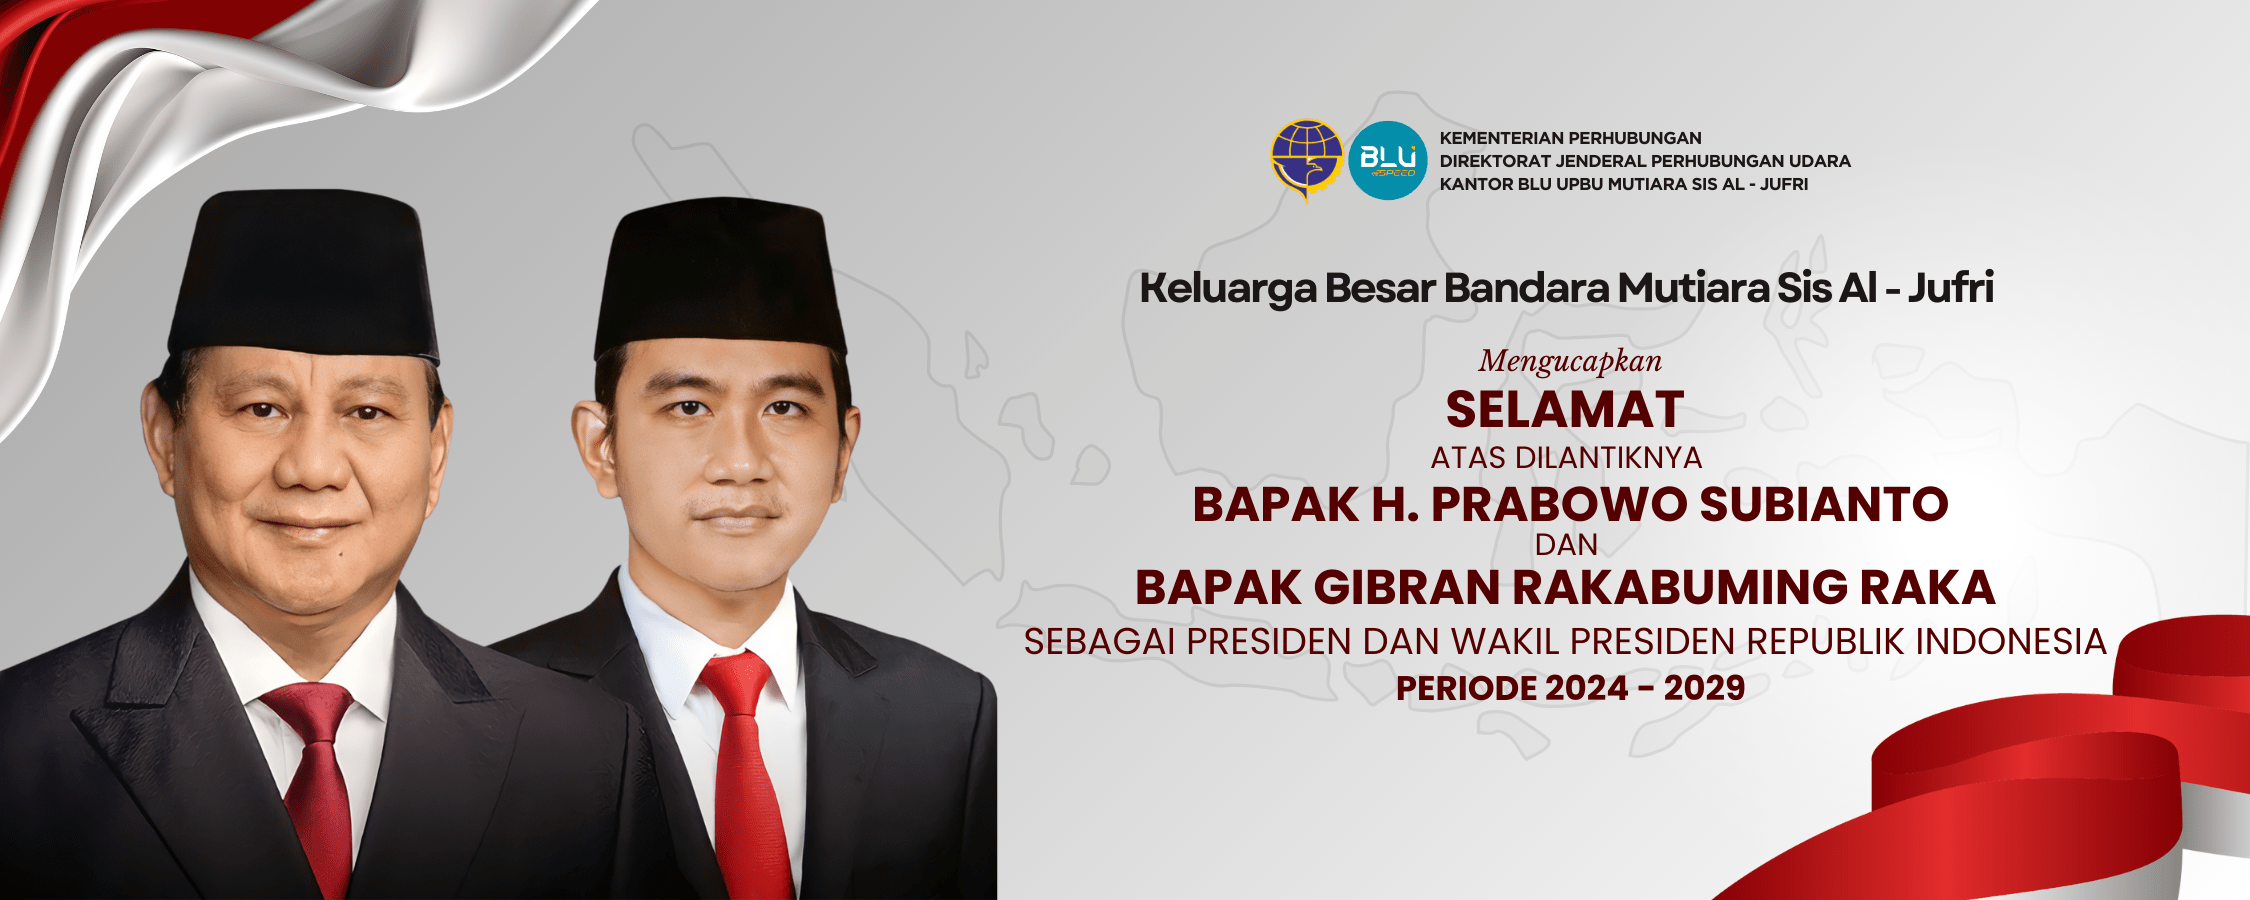 BLU
SPEED
KEMENTERIAN PERHUBUNGAN
DIREKTORAT JENDERAL PERHUBUNGAN UDARA
KANTOR BLU UPBU MUTIARA SIS AL - JUFRI
Keluarga Besar Bandara Mutiara Sis Al - Jufri
Mengucapkan
SELAMAT
ATAS DILANTIKNYA
BAPAK H. PRABOWO SUBIANTO
DAN
BAPAK GIBRAN RAKABUMING RAKA
SEBAGAI PRESIDEN DAN WAKIL PRESIDEN REPUBLIK INDONESIA
PERIODE 2024 - 2029